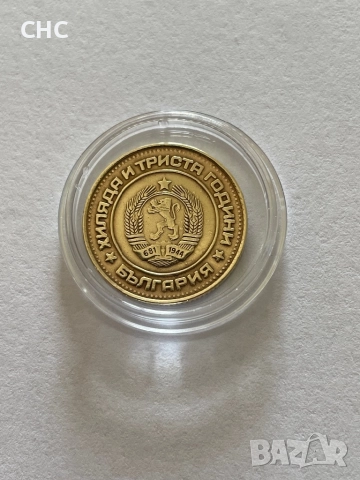 CHC
ХИЛЯДА И ТРИСТА ГОДИНИ
681 1944
БЪЛГАРИЯ
BAZAR